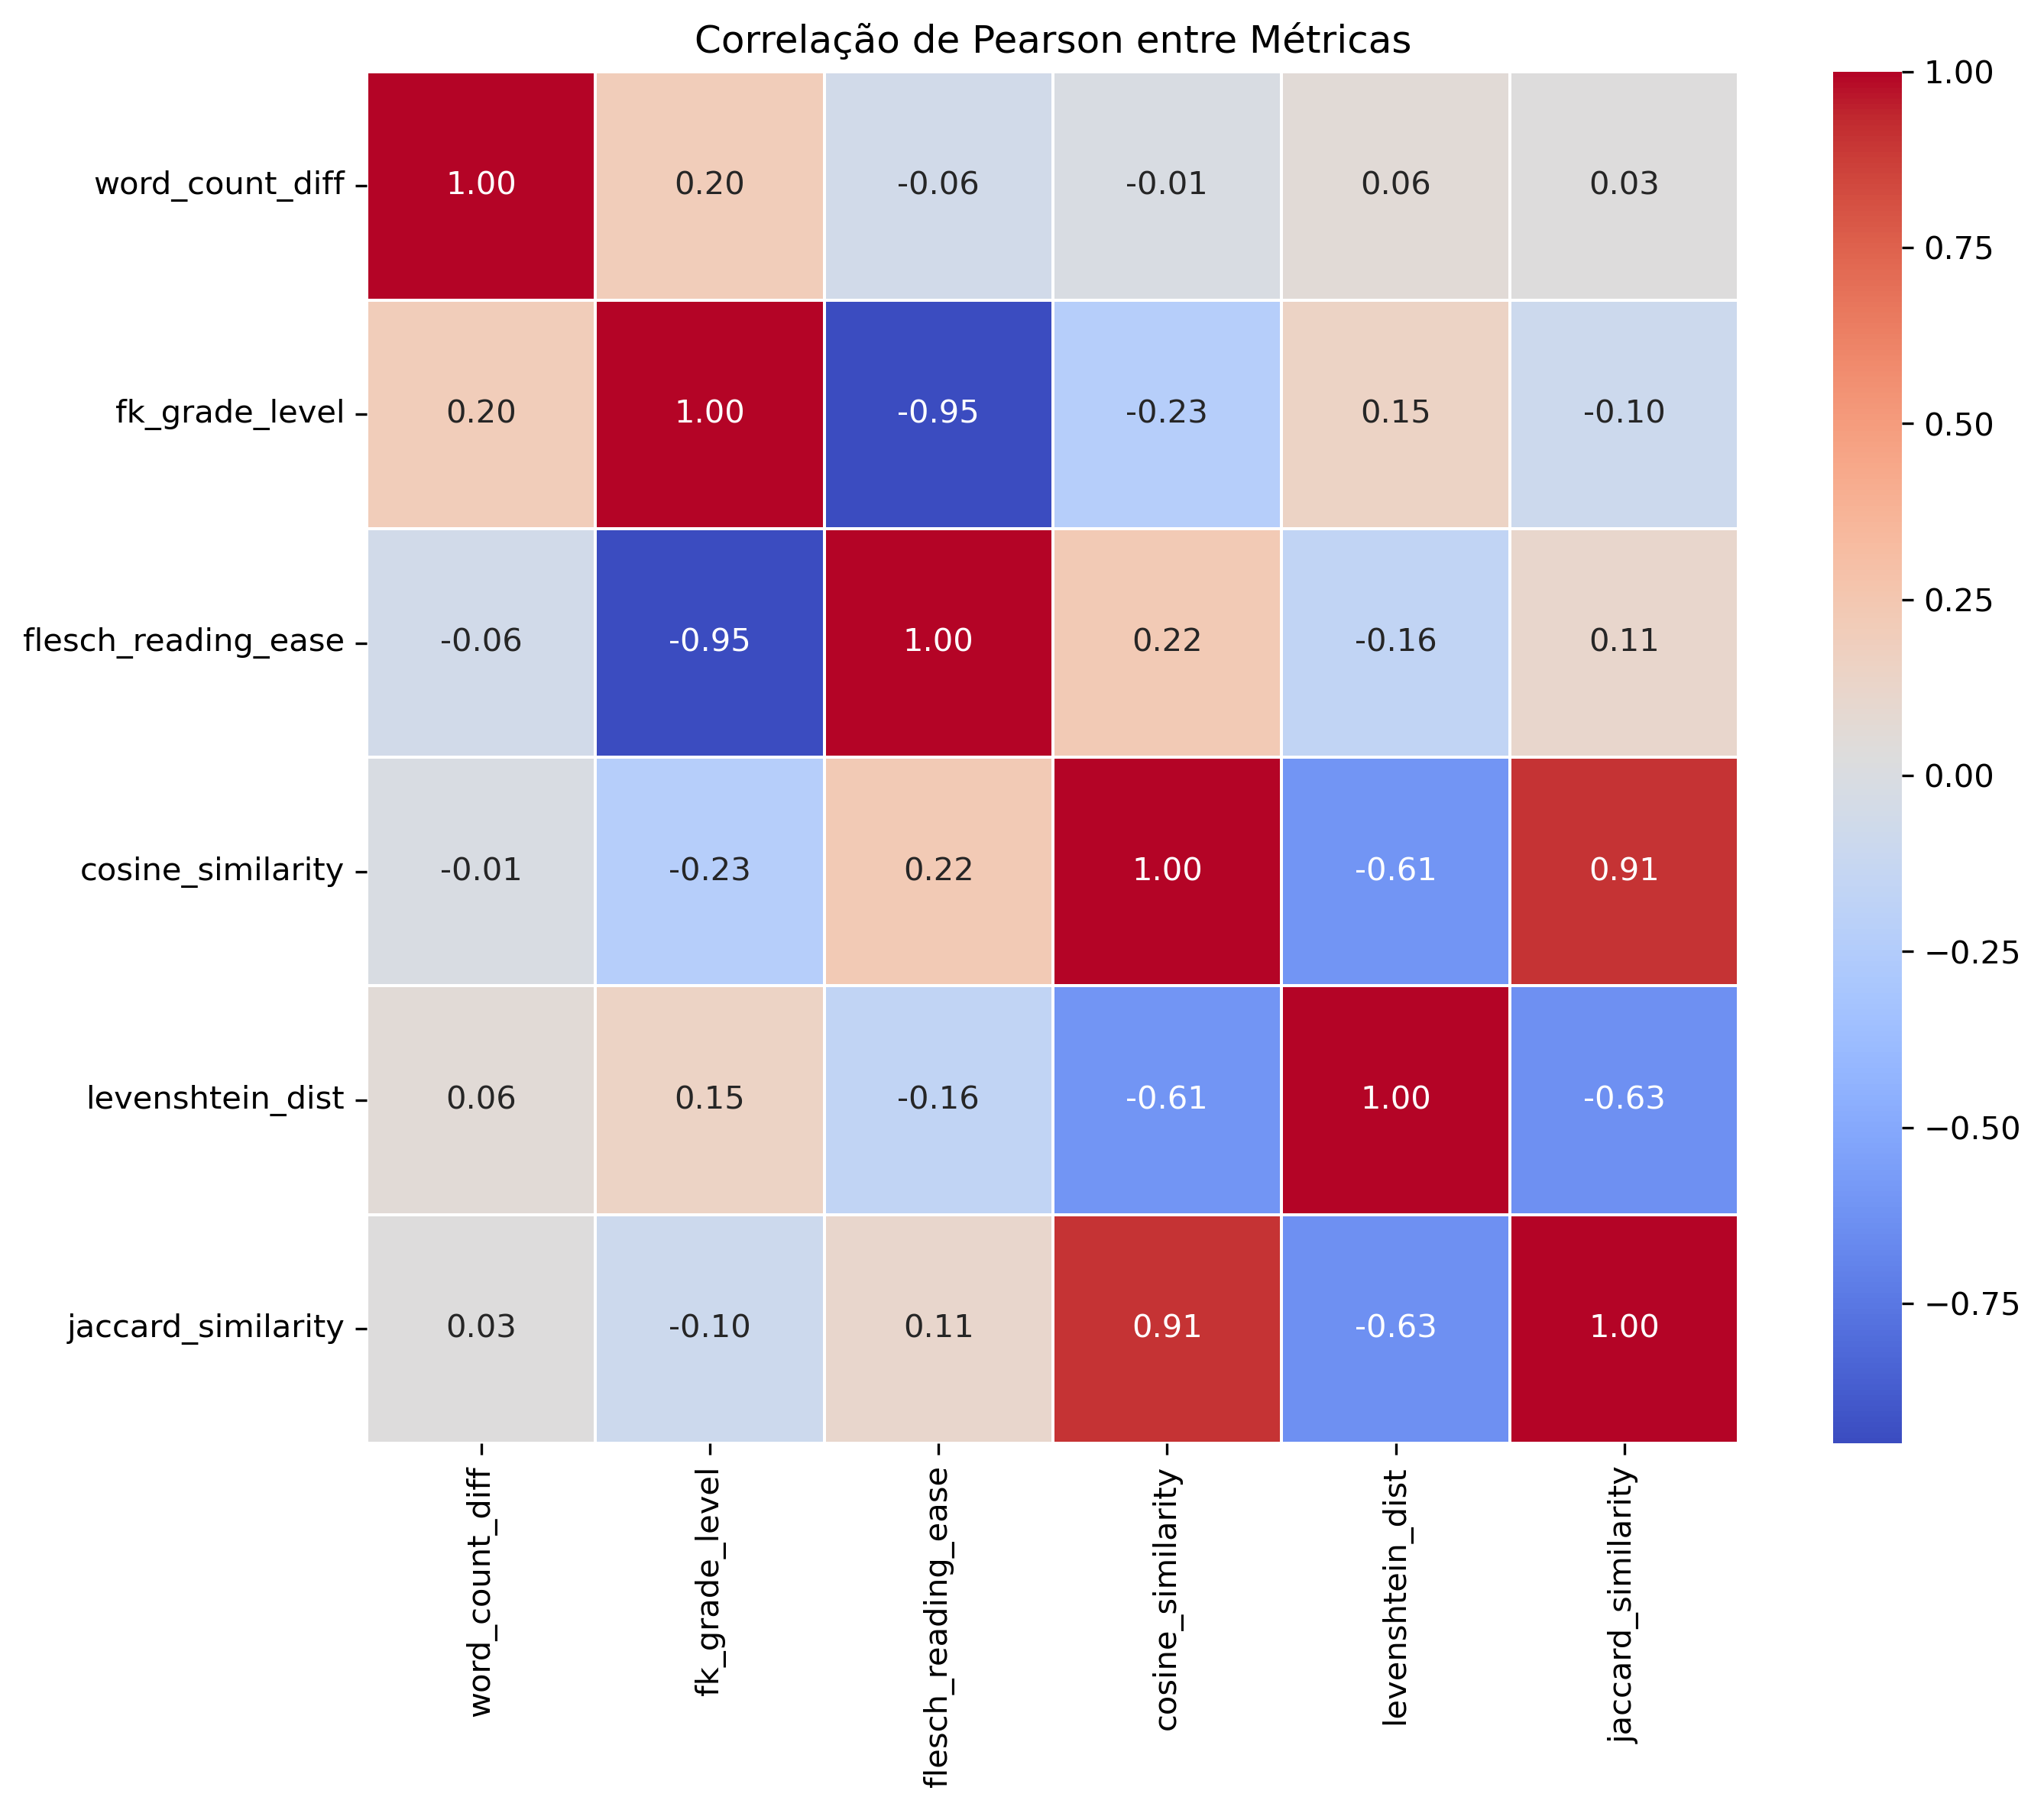 Correlação de Pearson entre Métricas
word_count_diff 1.00 0.20 -0.06 -0.01 0.06 0.03
fk_grade_level 0.20 1.00 -0.95 -0.23 0.15 -0.10
flesch_reading_ease -0.06 -0.95 1.00 0.22 -0.16 0.11
cosine_similarity -0.01 -0.23 0.22 1.00 -0.61 0.91
levenshtein_dist 0.06 0.15 -0.16 -0.61 1.00 -0.63
jaccard_similarity 0.03 -0.10 0.11 0.91 -0.63 1.00
word_count_diff
fk_grade_level
flesch_reading_ease
cosine_similarity
levenshtein_dist
jaccard_similarity
1.00
0.75
0.50
0.25
0.00
−0.25
−0.50
−0.75